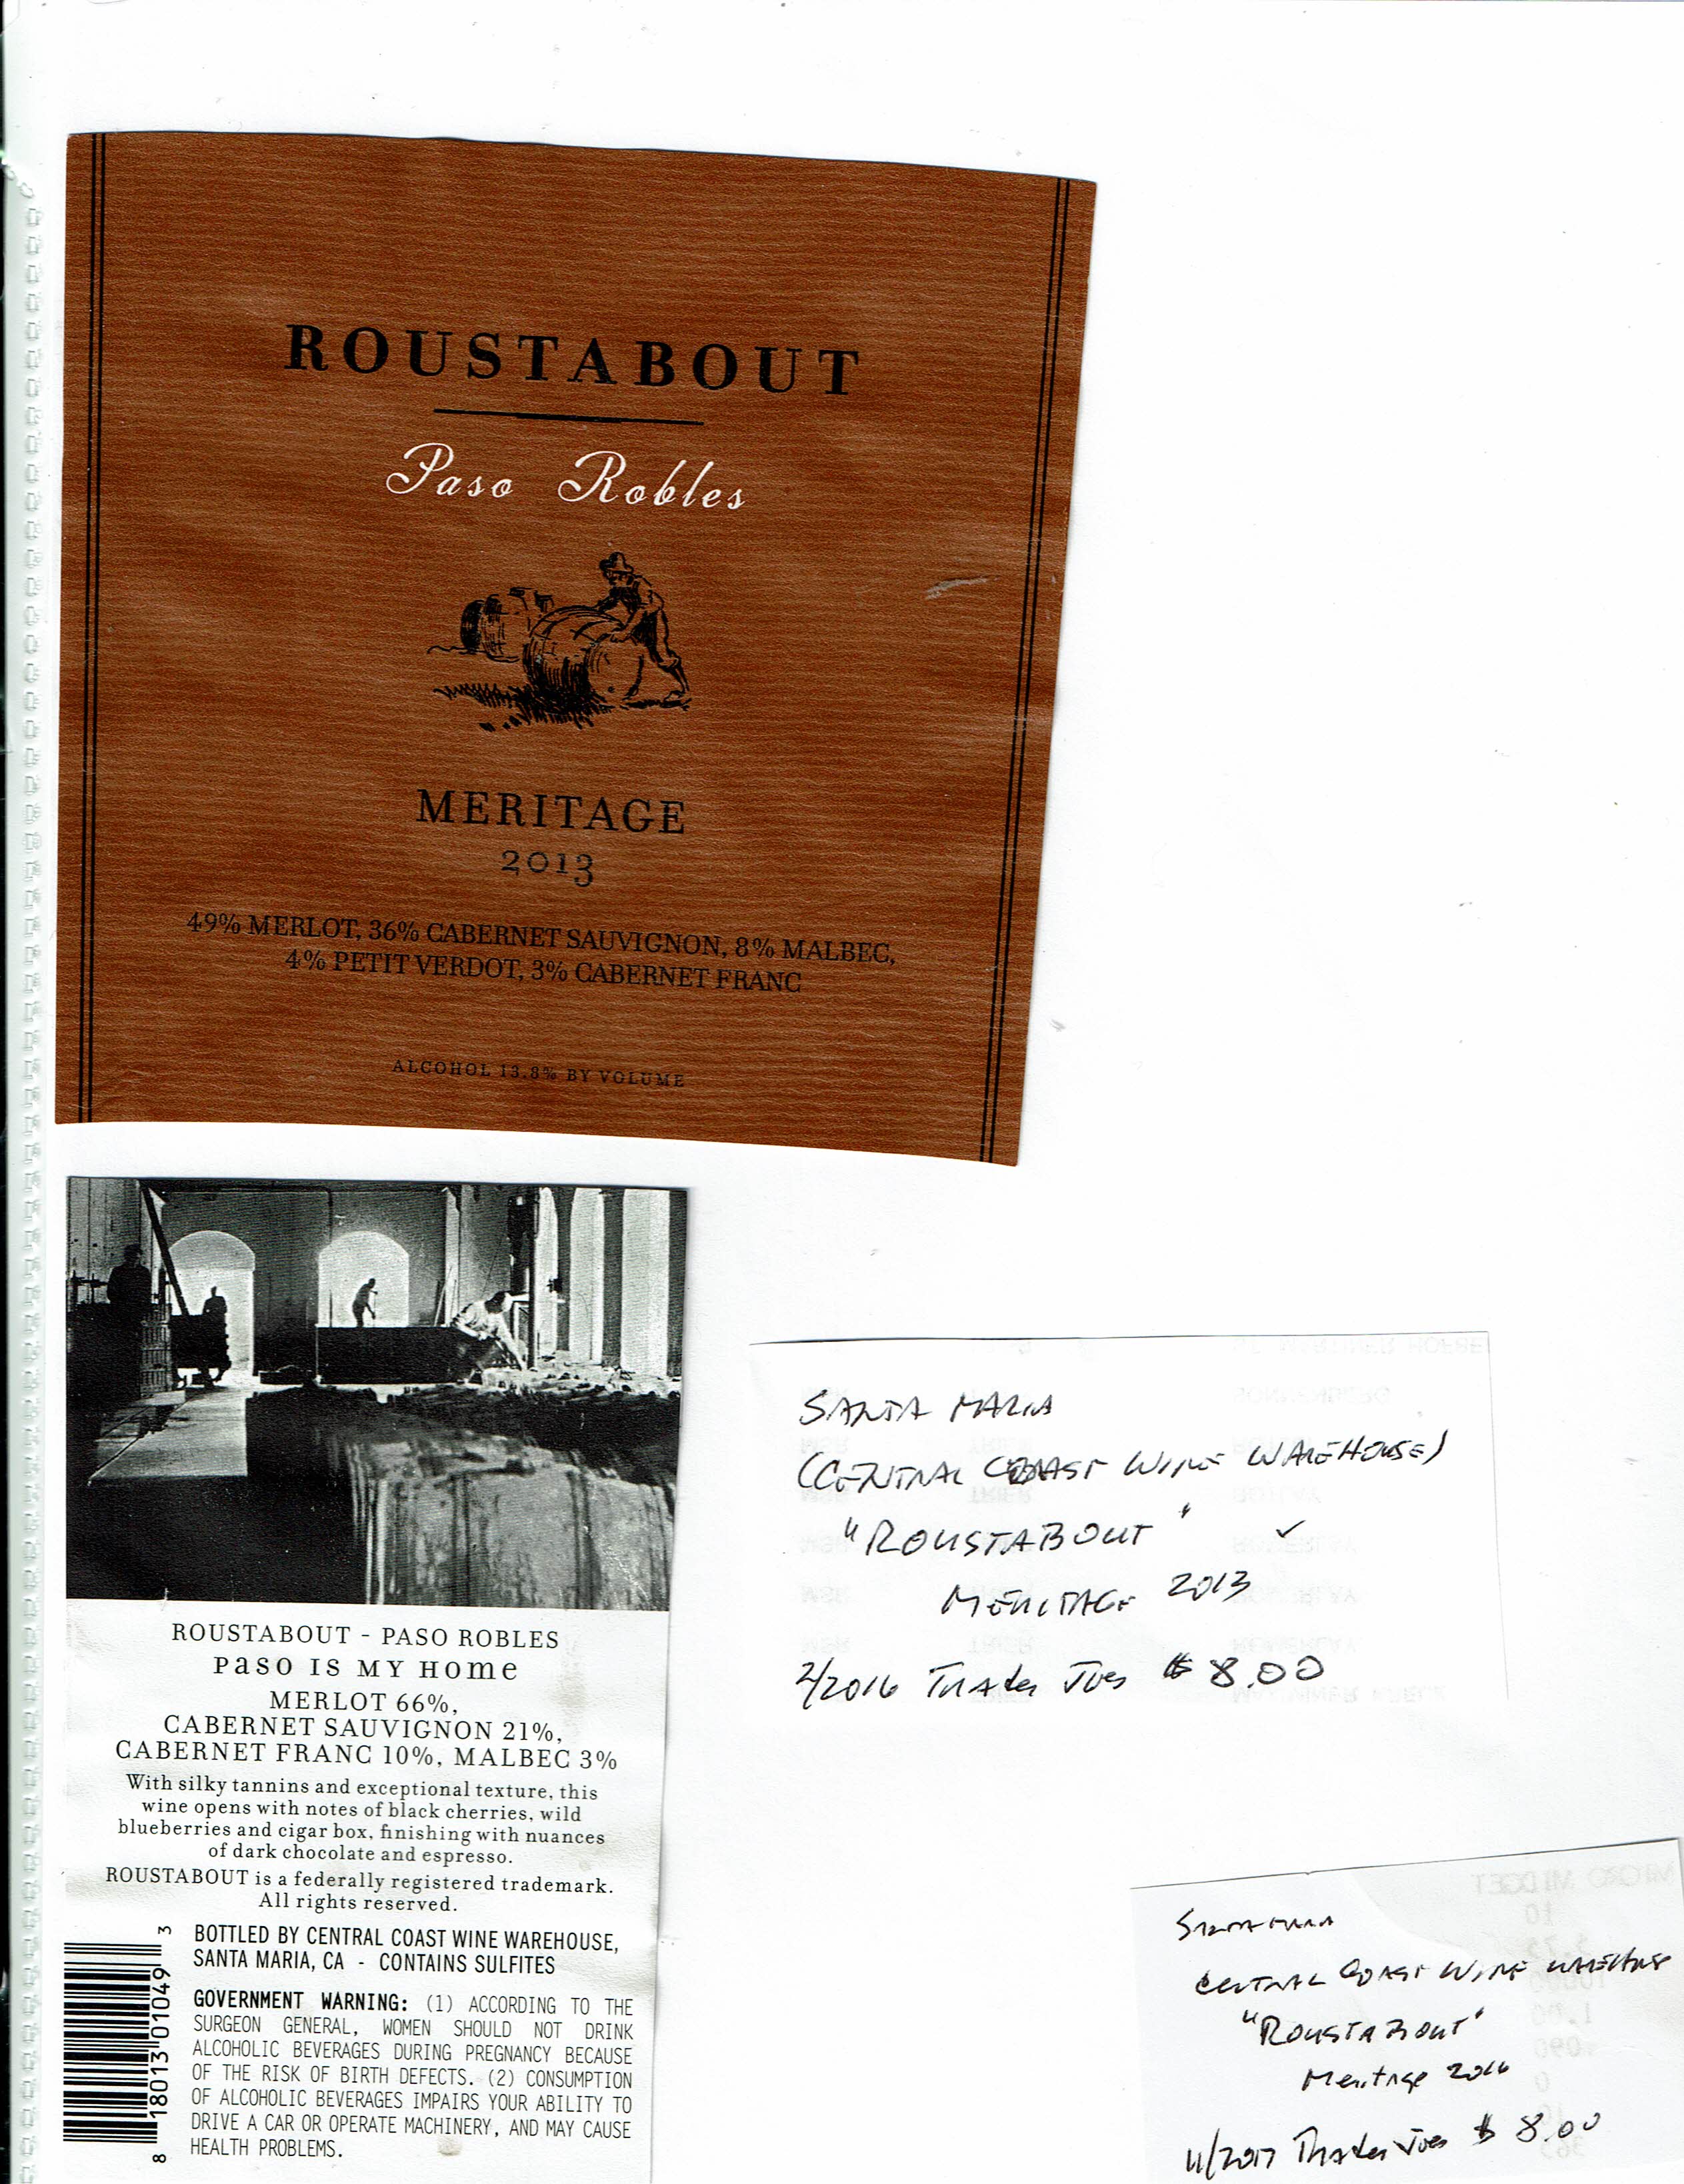 ROUSTABOUT
Paso Robles
MERITAGE
2013
49% MERLOT, 36% CABERNET SAUVIGNON, 8% MALBEC,
4% PETIT VERDOT, 3% CABERNET FRANC
ALCOHOL 13.8% BY VOLUME
ROUSTABOUT - PASO ROBLES
Paso IS MY Home
MERLOT 66%,
CABERNET SAUVIGNON 21%,
CABERNET FRANC 10%, MALBEC 3%
With silky tannins and exceptional texture, this
wine opens with notes of black cherries, wild
blueberries and cigar box, finishing with nuances
of dark chocolate and espresso.
ROUSTABOUT is a federally registered trademark.
All rights reserved.
BOTTLED BY CENTRAL COAST WINE WAREHOUSE,
SANTA MARIA, CA - CONTAINS SULFITES
GOVERNMENT WARNING: (1) ACCORDING TO THE
SURGEON GENERAL, WOMEN SHOULD NOT DRINK
ALCOHOLIC BEVERAGES DURING PREGNANCY BECAUSE
OF THE RISK OF BIRTH DEFECTS. (2) CONSUMPTION
OF ALCOHOLIC BEVERAGES IMPAIRS YOUR ABILITY TO
DRIVE A CAR OR OPERATE MACHINERY, AND MAY CAUSE
HEALTH PROBLEMS.
8 18013 01049 3
SANTA MARIA
(CENTRAL COAST WINE WAREHOUSE)
"ROUSTABOUT"
MERITAGE 2013
2/2016 Trader Joes $8.00
SANTA MARIA
CENTRAL COAST WINE WAREHOUSE
"ROUSTABOUT"
Meritage 2016
11/2017 Trader Joes $8.00